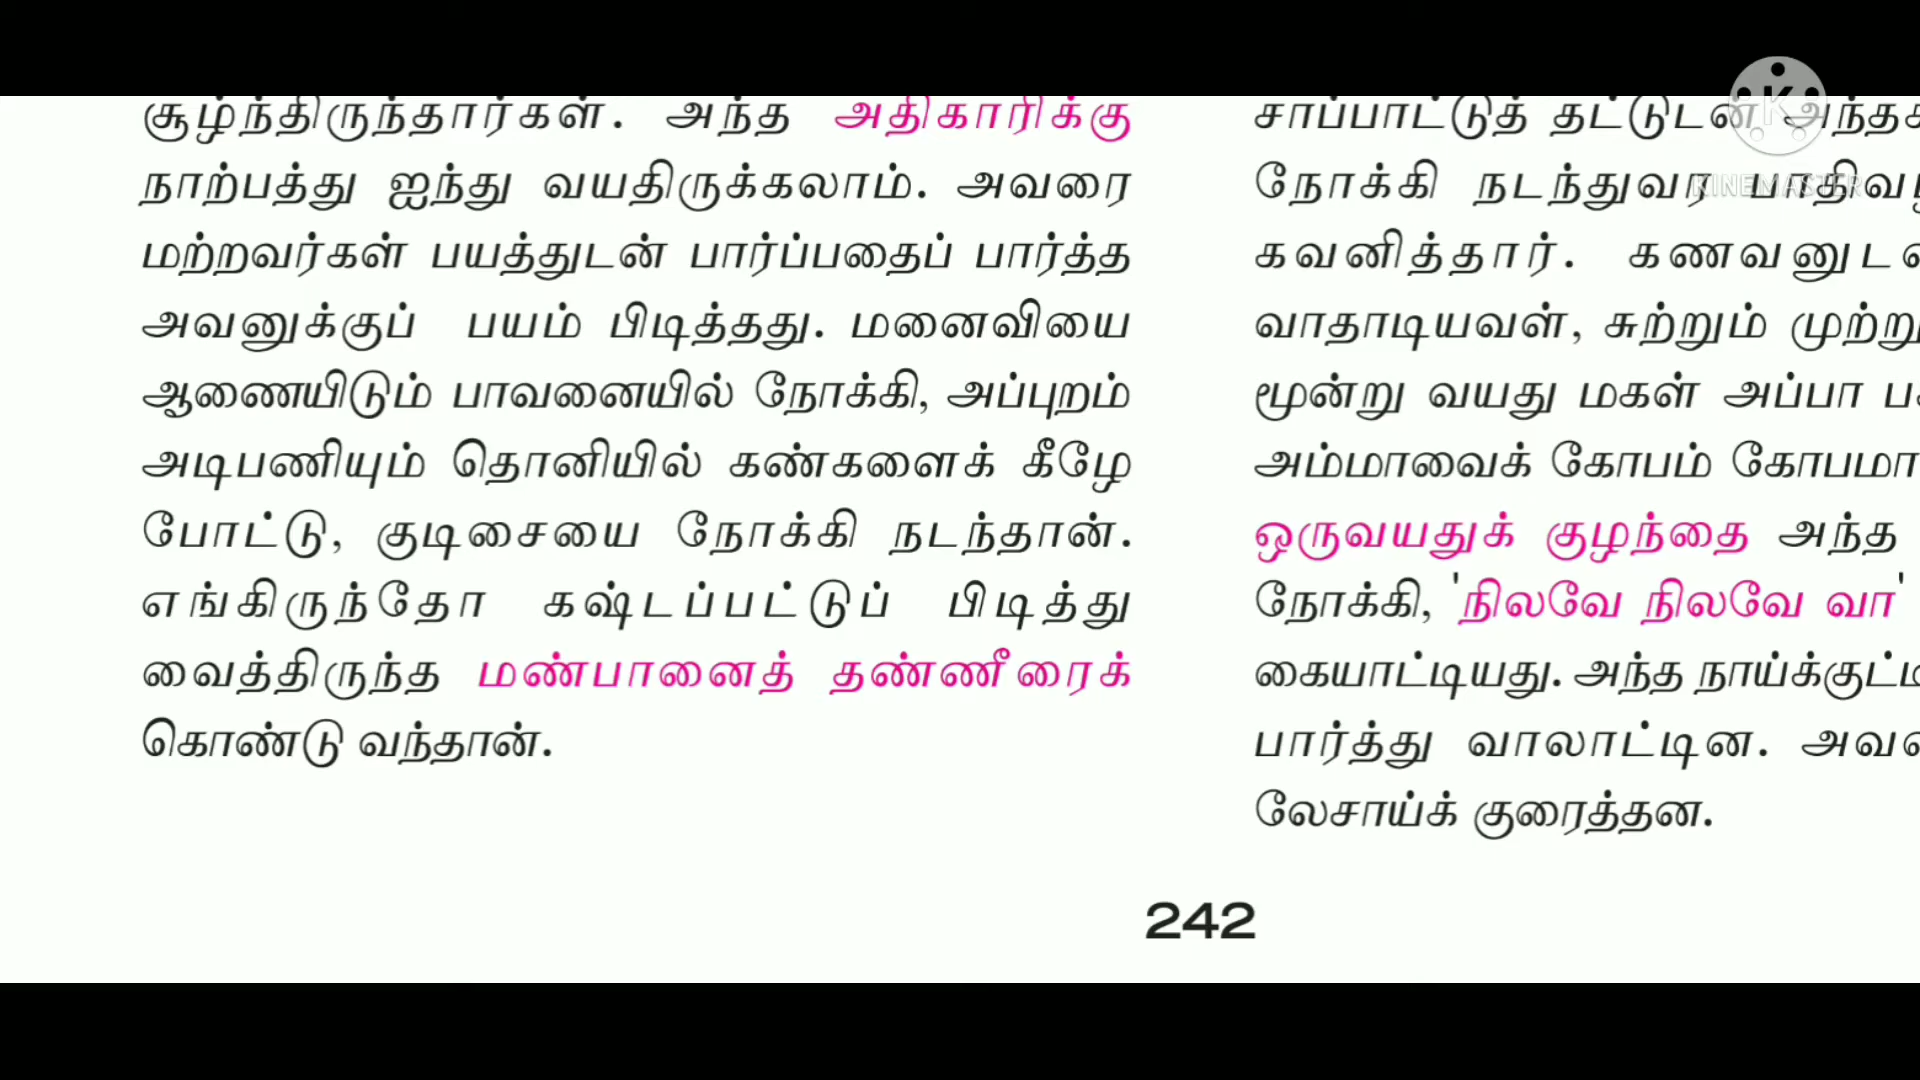 சூழ்ந்திருந்தார்கள். அந்த அதிகாரிக்கு
நாற்பத்து ஐந்து வயதிருக்கலாம். அவரை
மற்றவர்கள் பயத்துடன் பார்ப்பதைப் பார்த்த
அவனுக்குப் பயம் பிடித்தது. மனைவியை
ஆணையிடும் பாவனையில் நோக்கி, அப்புறம்
அடிபணியும் தொனியில் கண்களைக் கீழே
போட்டு, குடிசையை நோக்கி நடந்தான்.
எங்கிருந்தோ கஷ்டப்பட்டுப் பிடித்து
வைத்திருந்த மண்பானைத் தண்ணீரைக்
கொண்டு வந்தான்.
சாப்பாட்டுத் தட்டுடன்
நோக்கி நடந்துவர
கவனித்தார்.
வாதாடியவள், சுற்றும்
மூன்று வயது மகள் அப்பா
அம்மாவைக் கோபம்
ஒருவயதுக் குழந்தை அந்த
நோக்கி, 'நிலவே நிலவே வா'
கையாட்டியது. அந்த
பார்த்து வாலாட்டின.
லேசாய்க் குரைத்தன.
242
KINEMASTER